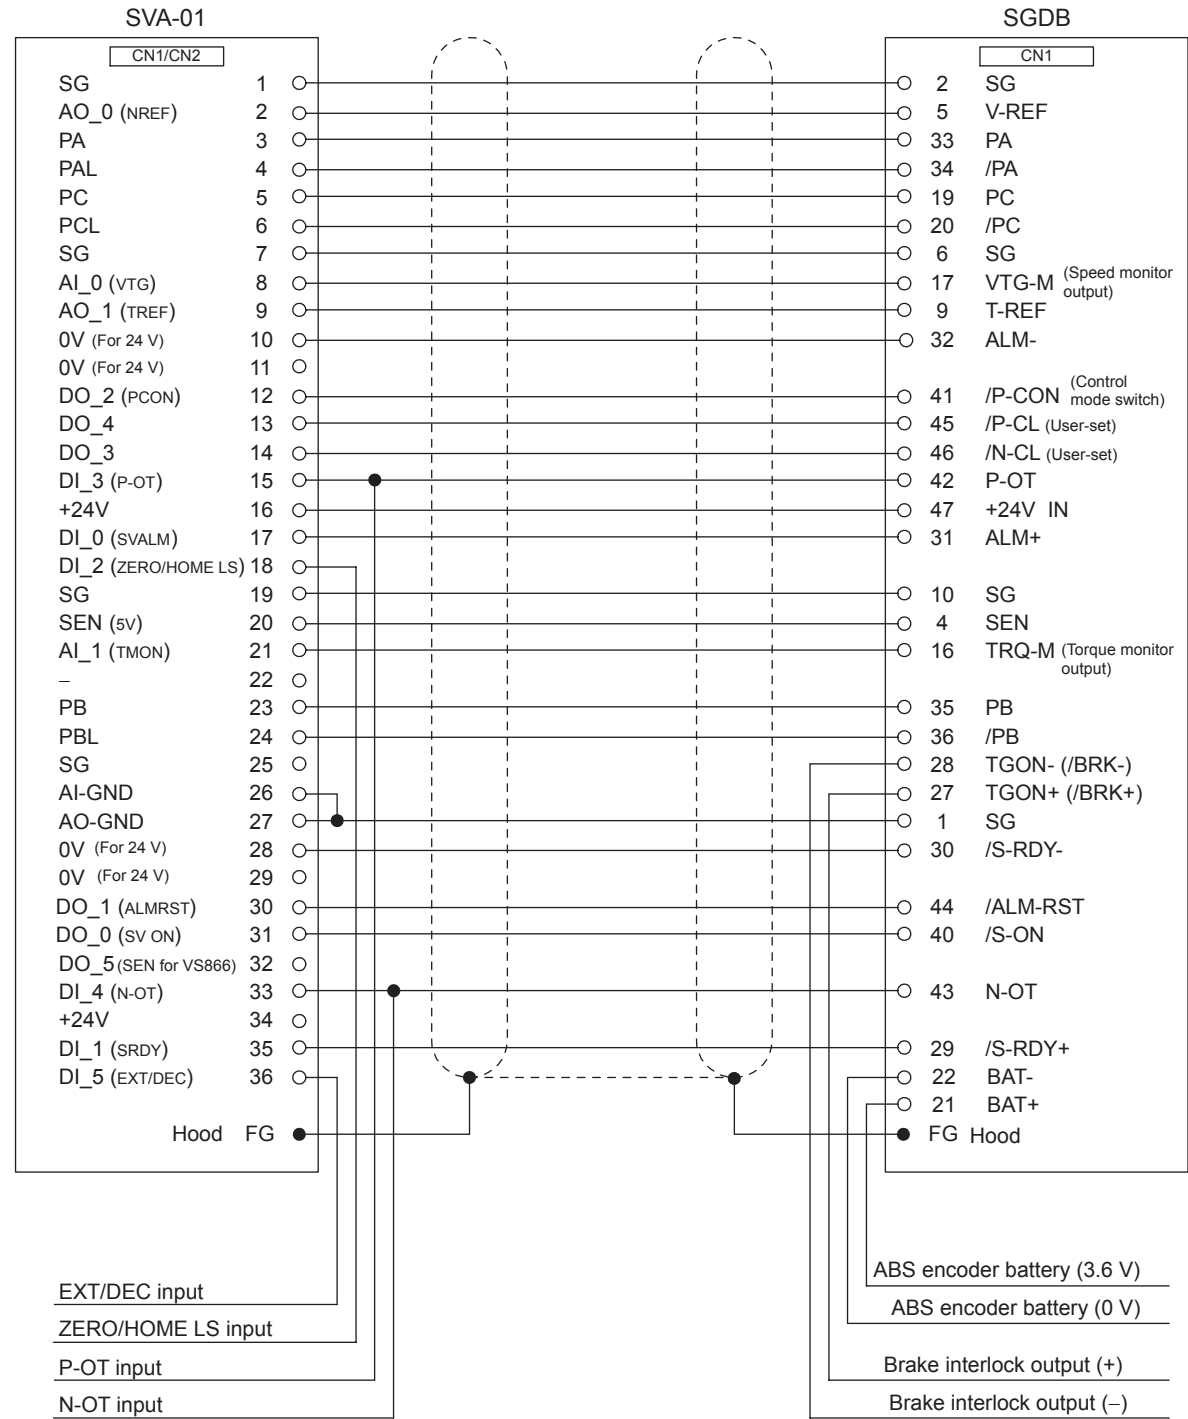 SVA-01 SGDB
CN1/CN2 CN1
SG 1 2 SG
AO_0 (NREF) 2 5 V-REF
PA 3 33 PA
PAL 4 34 /PA
PC 5 19 PC
PCL 6 20 /PC
SG 7 6 SG
AI_0 (VTG) 8 17 VTG-M (Speed monitor
output)
AO_1 (TREF) 9 9 T-REF
0V (For 24 V) 10 32 ALM-
0V (For 24 V) 11
DO_2 (PCON) 12 41 /P-CON (Control
mode switch)
DO_4 13 45 /P-CL (User-set)
DO_3 14 46 /N-CL (User-set)
DI_3 (P-OT) 15 42 P-OT
+24V 16 47 +24V IN
DI_0 (SVALM) 17 31 ALM+
DI_2 (ZERO/HOME LS) 18
SG 19 10 SG
SEN (5V) 20 4 SEN
AI_1 (TMON) 21 16 TRQ-M (Torque monitor
output)
– 22
PB 23 35 PB
PBL 24 36 /PB
SG 25 28 TGON- (/BRK-)
AI-GND 26 27 TGON+ (/BRK+)
AO-GND 27 1 SG
0V (For 24 V) 28 30 /S-RDY-
0V (For 24 V) 29
DO_1 (ALMRST) 30 44 /ALM-RST
DO_0 (SV ON) 31 40 /S-ON
DO_5 (SEN for VS866) 32
DI_4 (N-OT) 33 43 N-OT
+24V 34
DI_1 (SRDY) 35 29 /S-RDY+
DI_5 (EXT/DEC) 36 22 BAT-
21 BAT+
Hood FG FG Hood
ABS encoder battery (3.6 V)
EXT/DEC input
ABS encoder battery (0 V)
ZERO/HOME LS input
P-OT input Brake interlock output (+)
N-OT input Brake interlock output (–)